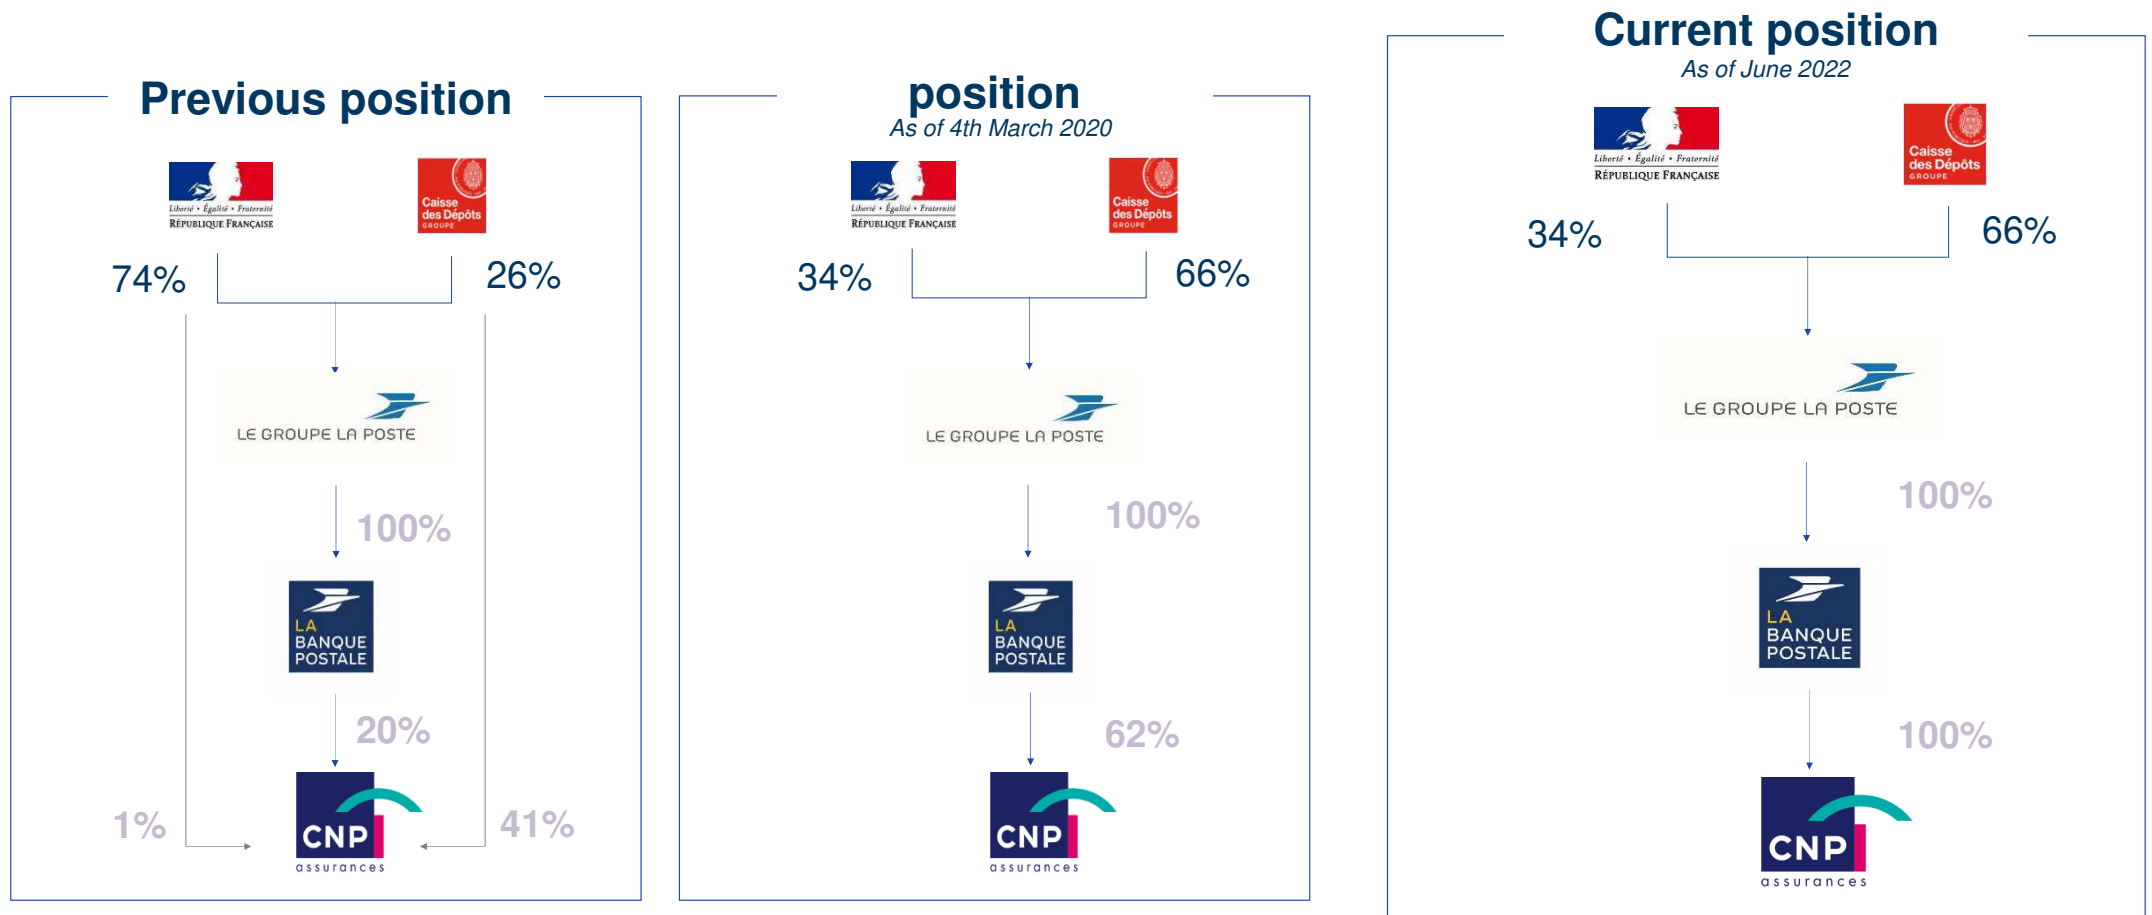 Previous position
Liberté • Égalité • Fraternité
RÉPUBLIQUE FRANÇAISE
Caisse
des Dépôts
GROUPE
74%
26%
LE GROUPE LA POSTE
100%
LA
BANQUE
POSTALE
20%
1%
41%
CNP
assurances
position
As of 4th March 2020
Liberté • Égalité • Fraternité
RÉPUBLIQUE FRANÇAISE
Caisse
des Dépôts
GROUPE
34%
66%
LE GROUPE LA POSTE
100%
LA
BANQUE
POSTALE
62%
CNP
assurances
Current position
As of June 2022
Liberté • Égalité • Fraternité
RÉPUBLIQUE FRANÇAISE
Caisse
des Dépôts
GROUPE
34%
66%
LE GROUPE LA POSTE
100%
LA
BANQUE
POSTALE
100%
CNP
assurances